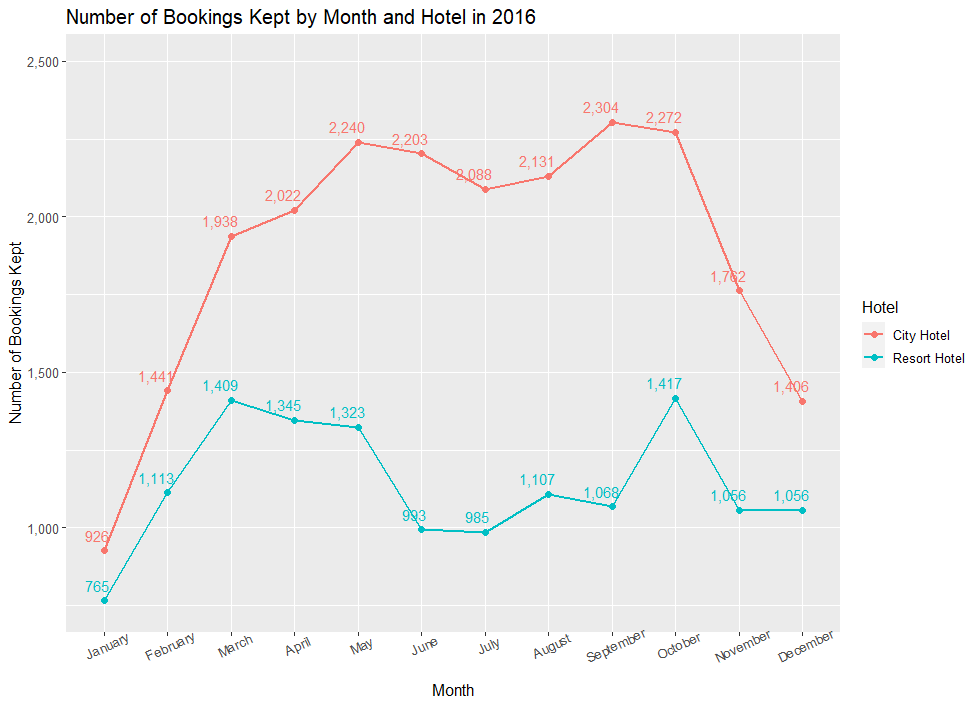 Number of Bookings Kept by Month and Hotel in 2016
Number of Bookings Kept
2,500
2,000
1,500
1,000
926
1,441
1,938
2,022
2,240
2,203
2,088
2,131
2,304
2,272
1,762
1,406
765
1,113
1,409
1,345
1,323
993
985
1,107
1,068
1,417
1,056
1,056
January
February
March
April
May
June
July
August
September
October
November
December
Month
Hotel
City Hotel
Resort Hotel